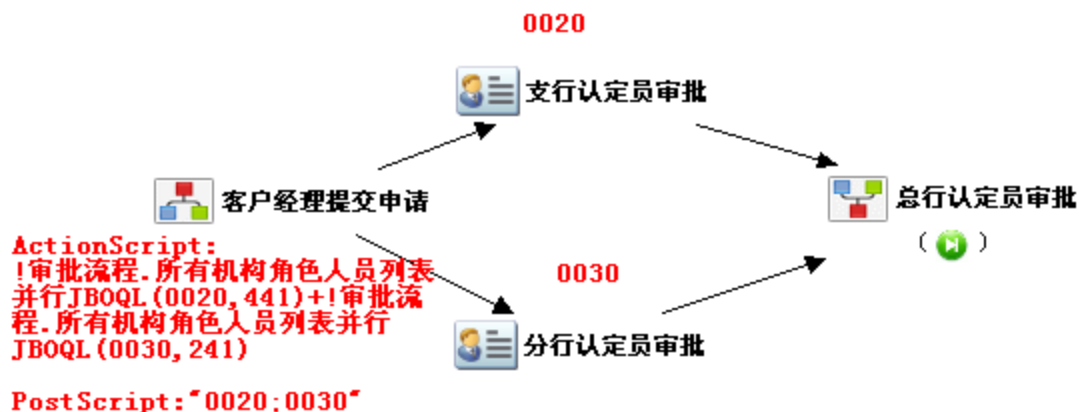 0020
支行认定员审批
客户经理提交申请
总行认定员审批
( )
ActionScript:
!审批流程.所有机构角色人员列表
并行JBOQL(0020,441)+!审批流
程.所有机构角色人员列表并行
JBOQL(0030,241)
0030
分行认定员审批
PostScript:"0020;0030"